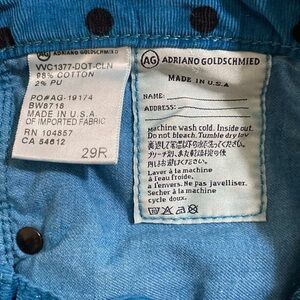 AG ADRIANO GOLDSCHMIED
VVC1377-DOT-CLN
98% COTTON
2% PU
PO#AG-19174
BW8718
MADE IN U.S.A
OF IMPORTED FABRIC
RN 104857
CA 54612
29R
AG ADRIANO GOLDSCHMIED
MADE IN U.S.A
NAME:
ADDRESS:
Machine wash cold. Inside out.
Do not bleach. Tumble dry low.
Laver à la machine
à l'eau froide,
a l'envers. Ne pas javelliser.
Secher à la machine
cycle doux.